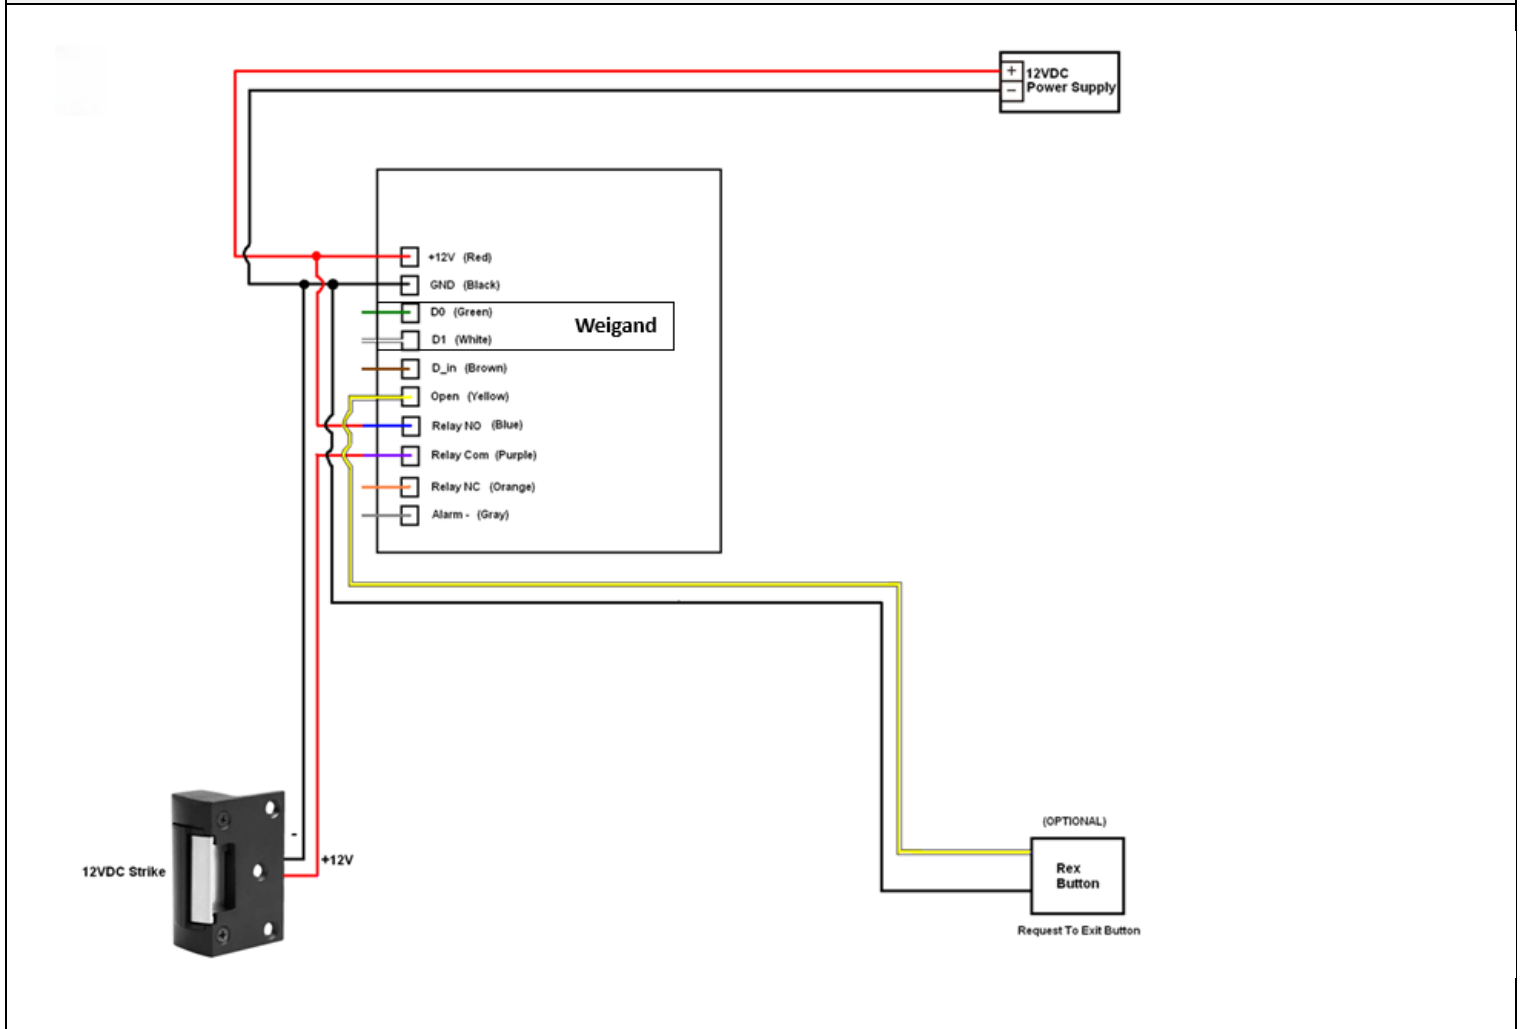 + 12VDC
− Power Supply
+12V (Red)
GND (Black)
D0 (Green)
Weigand
D1 (White)
D_in (Brown)
Open (Yellow)
Relay NO (Blue)
Relay Com (Purple)
Relay NC (Orange)
Alarm - (Gray)
-
+12V
12VDC Strike
(OPTIONAL)
Rex
Button
Request To Exit Button